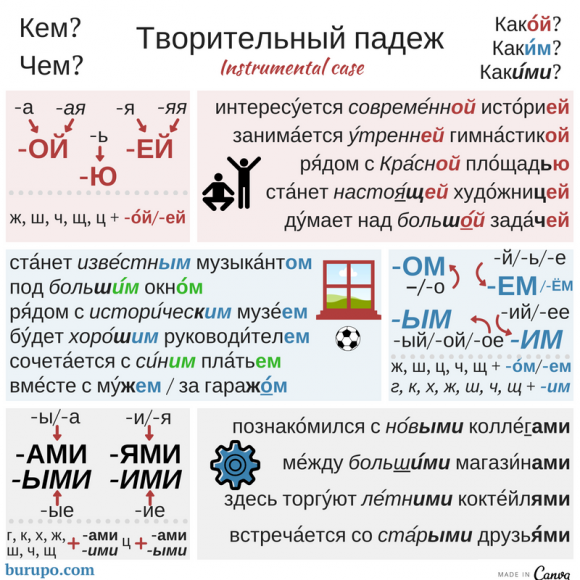 Кем?
Чем?
Творительный падеж
Instrumental case
Како́й?
Каки́м?
Каки́ми?
-а -ая -я -яя
-ОЙ -ь -ЕЙ
-Ю
ж, ш, ч, щ, ц + -о́й/-ей
интересу́ется совреме́нной исто́рией
занима́ется у́тренней гимна́стикой
ря́дом с Кра́сной пло́щадью
ста́нет настоя́щей худо́жницей
ду́мает над большо́й зада́чей
ста́нет изве́стным музыка́нтом
под больши́м окно́м
ря́дом с истори́ческим музе́ем
бу́дет хоро́шим руководи́телем
сочета́ется с си́ним пла́тьем
вме́сте с му́жем / за гаражо́м
-ОМ -й/-ь/-е
–/-о -ЕМ /-ЁМ
-ЫМ -ий/-ее
-ый/-ой/-ое -ИМ
ж, ш, ц, ч, щ + -о́м/-ем
г, к, х, ж, ш, ч, щ + -им
-ы/-а -и/-я
-АМИ -ЯМИ
-ЫМИ -ИМИ
-ые -ие
г, к, х, ж, ш, ч, щ + -ами -ими ц + -ами -ыми
познако́мился с но́выми колле́гами
ме́жду больши́ми магази́нами
здесь торгу́ют ле́тними кокте́йлями
встреча́ется со ста́рыми друзья́ми
burupo.com
MADE IN Canva